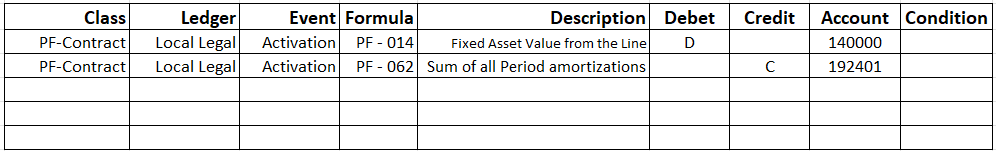 Class Ledger Event Formula Description Debet Credit Account Condition
PF-Contract Local Legal Activation PF - 014 Fixed Asset Value from the Line D 140000
PF-Contract Local Legal Activation PF - 062 Sum of all Period amortizations C 192401